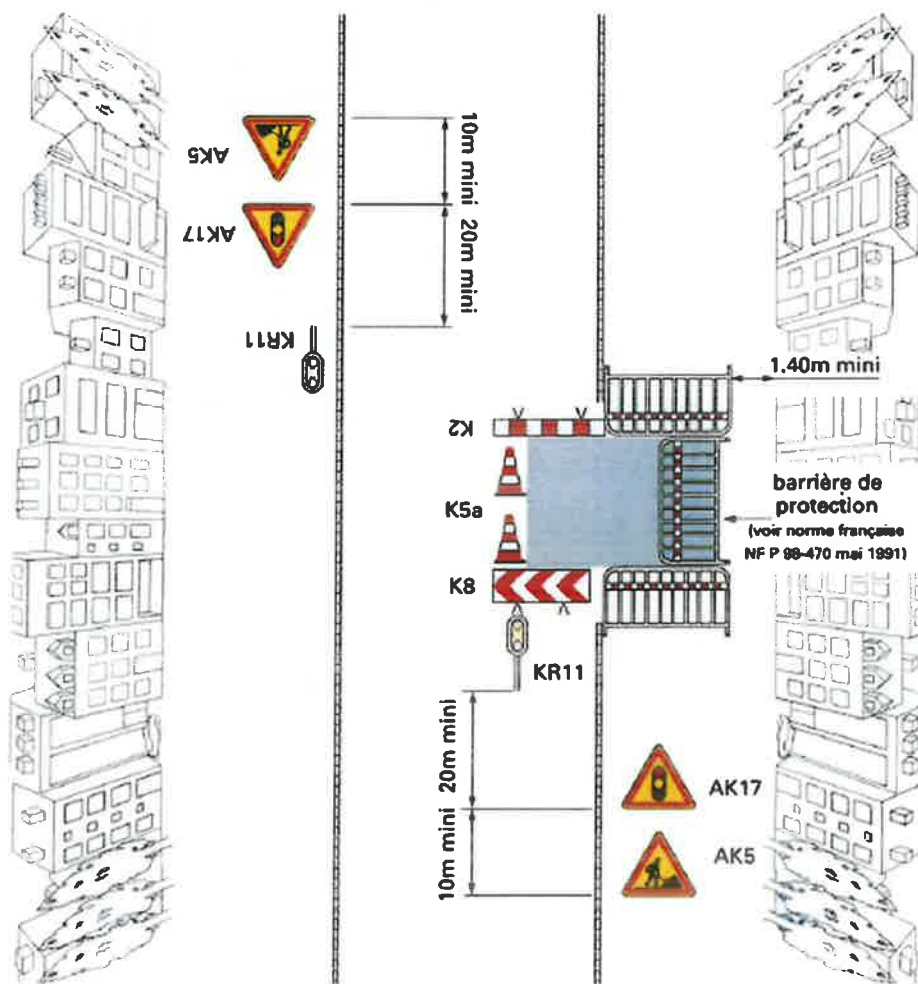 AK5
10m mini
AK17
20m mini
KR11
1.40m mini
K2
K5a
barrière de
protection
(voir norme française
NF P 98-470 mai 1991)
K8
KR11
20m mini
AK17
10m mini
AK5